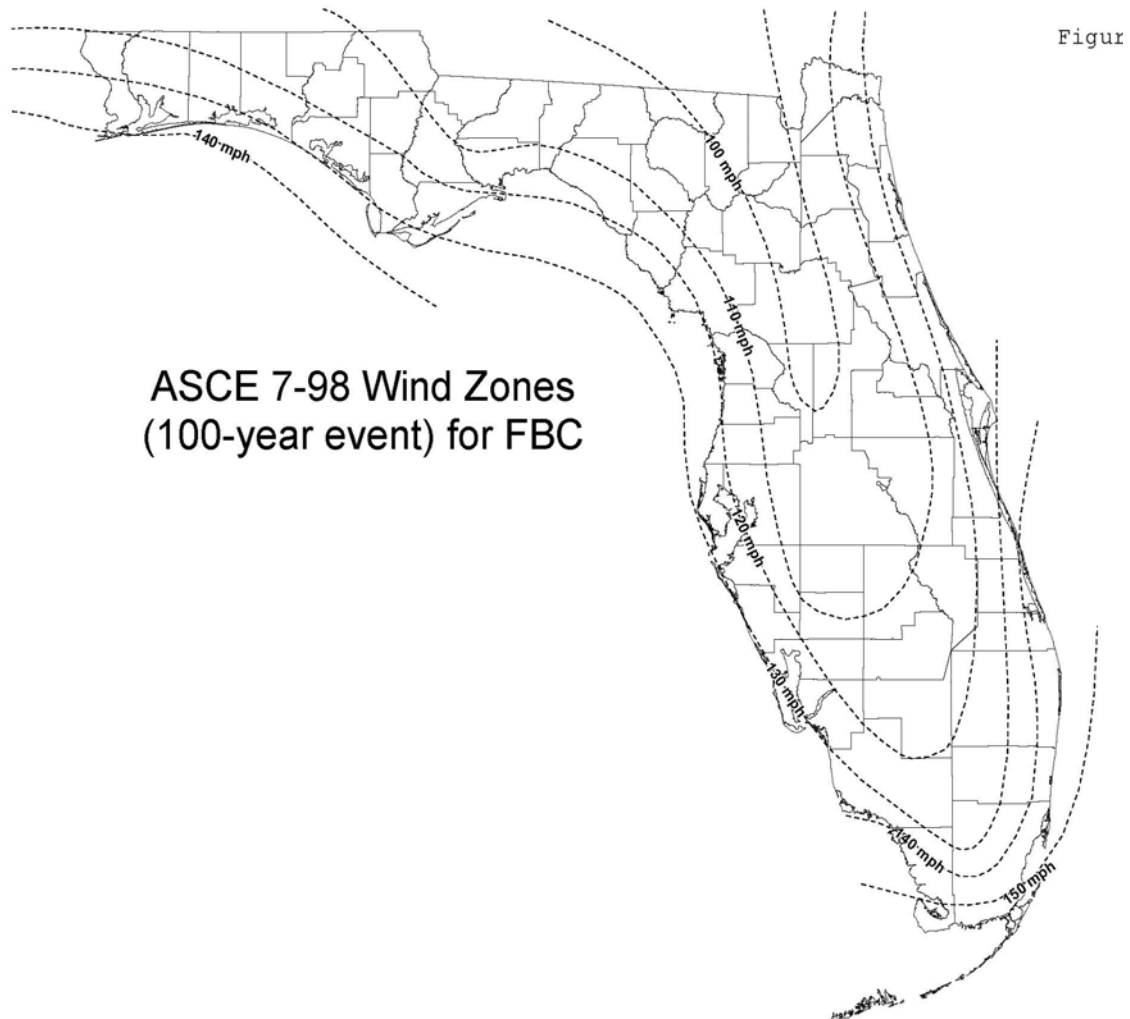 Figur
140 mph
100 mph
110 mph
ASCE 7-98 Wind Zones
(100-year event) for FBC
120 mph
130 mph
140 mph
150 mph